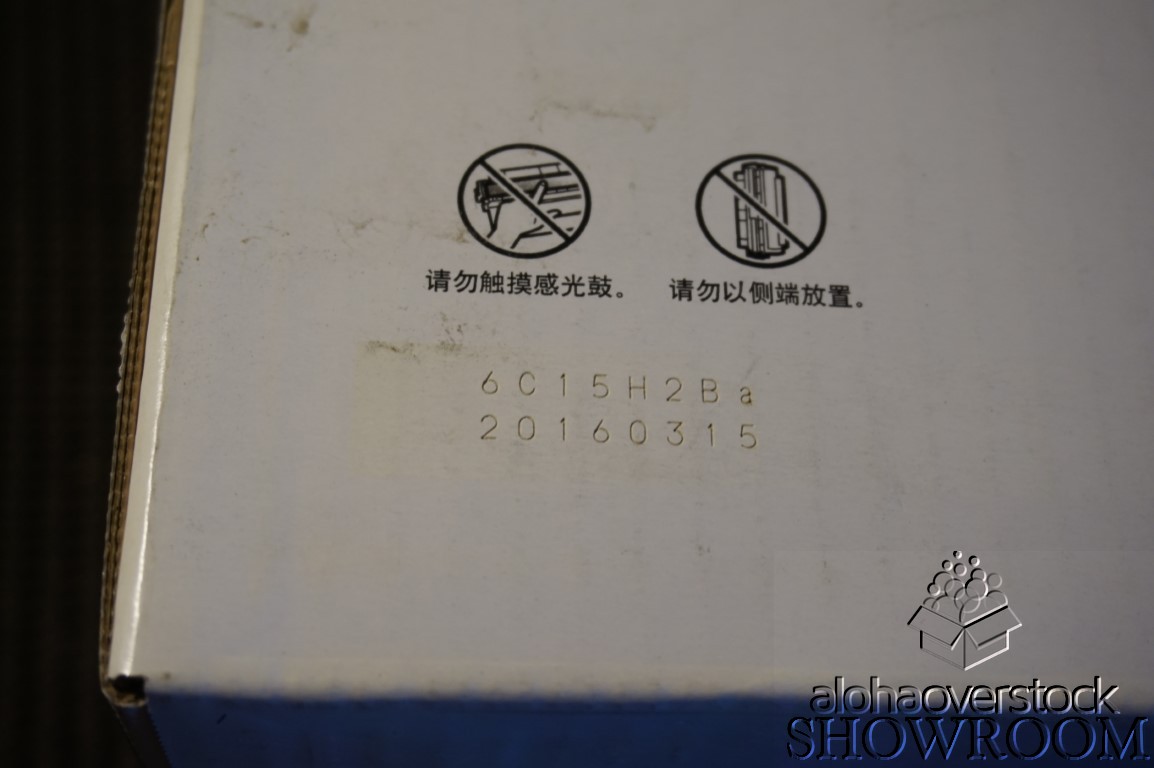 请勿触摸感光鼓。
请勿以侧端放置。
6C15H2Ba
20160315
alohaoverstock
SHOWROOM